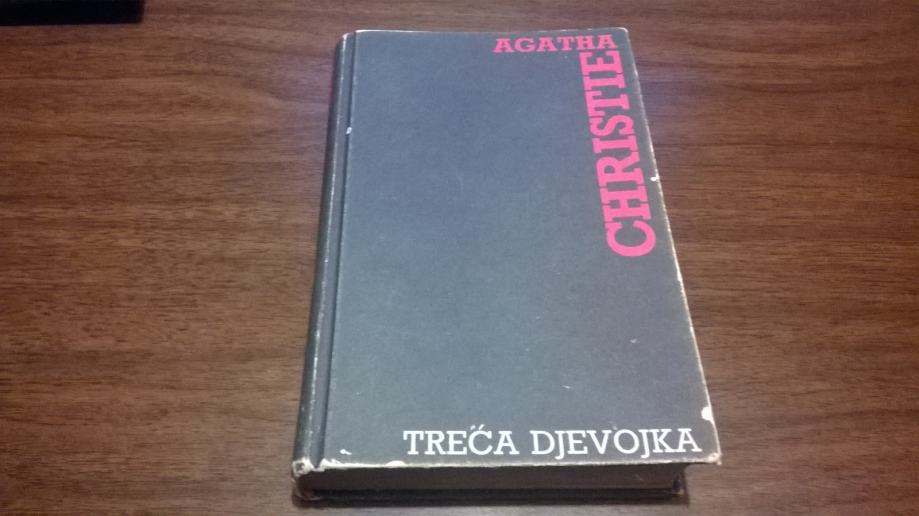 AGATHA
CHRISTIE
TREĆA DJEVOJKA